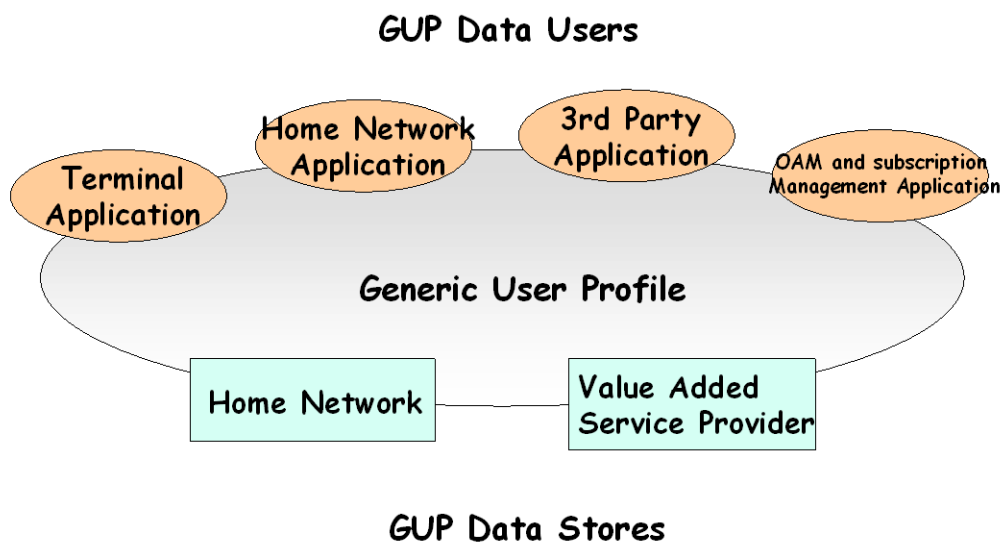 GUP Data Users
Terminal
Application
Home Network
Application
3rd Party
Application
OAM and subscription
Management Application
Generic User Profile
Home Network
Value Added
Service Provider
GUP Data Stores